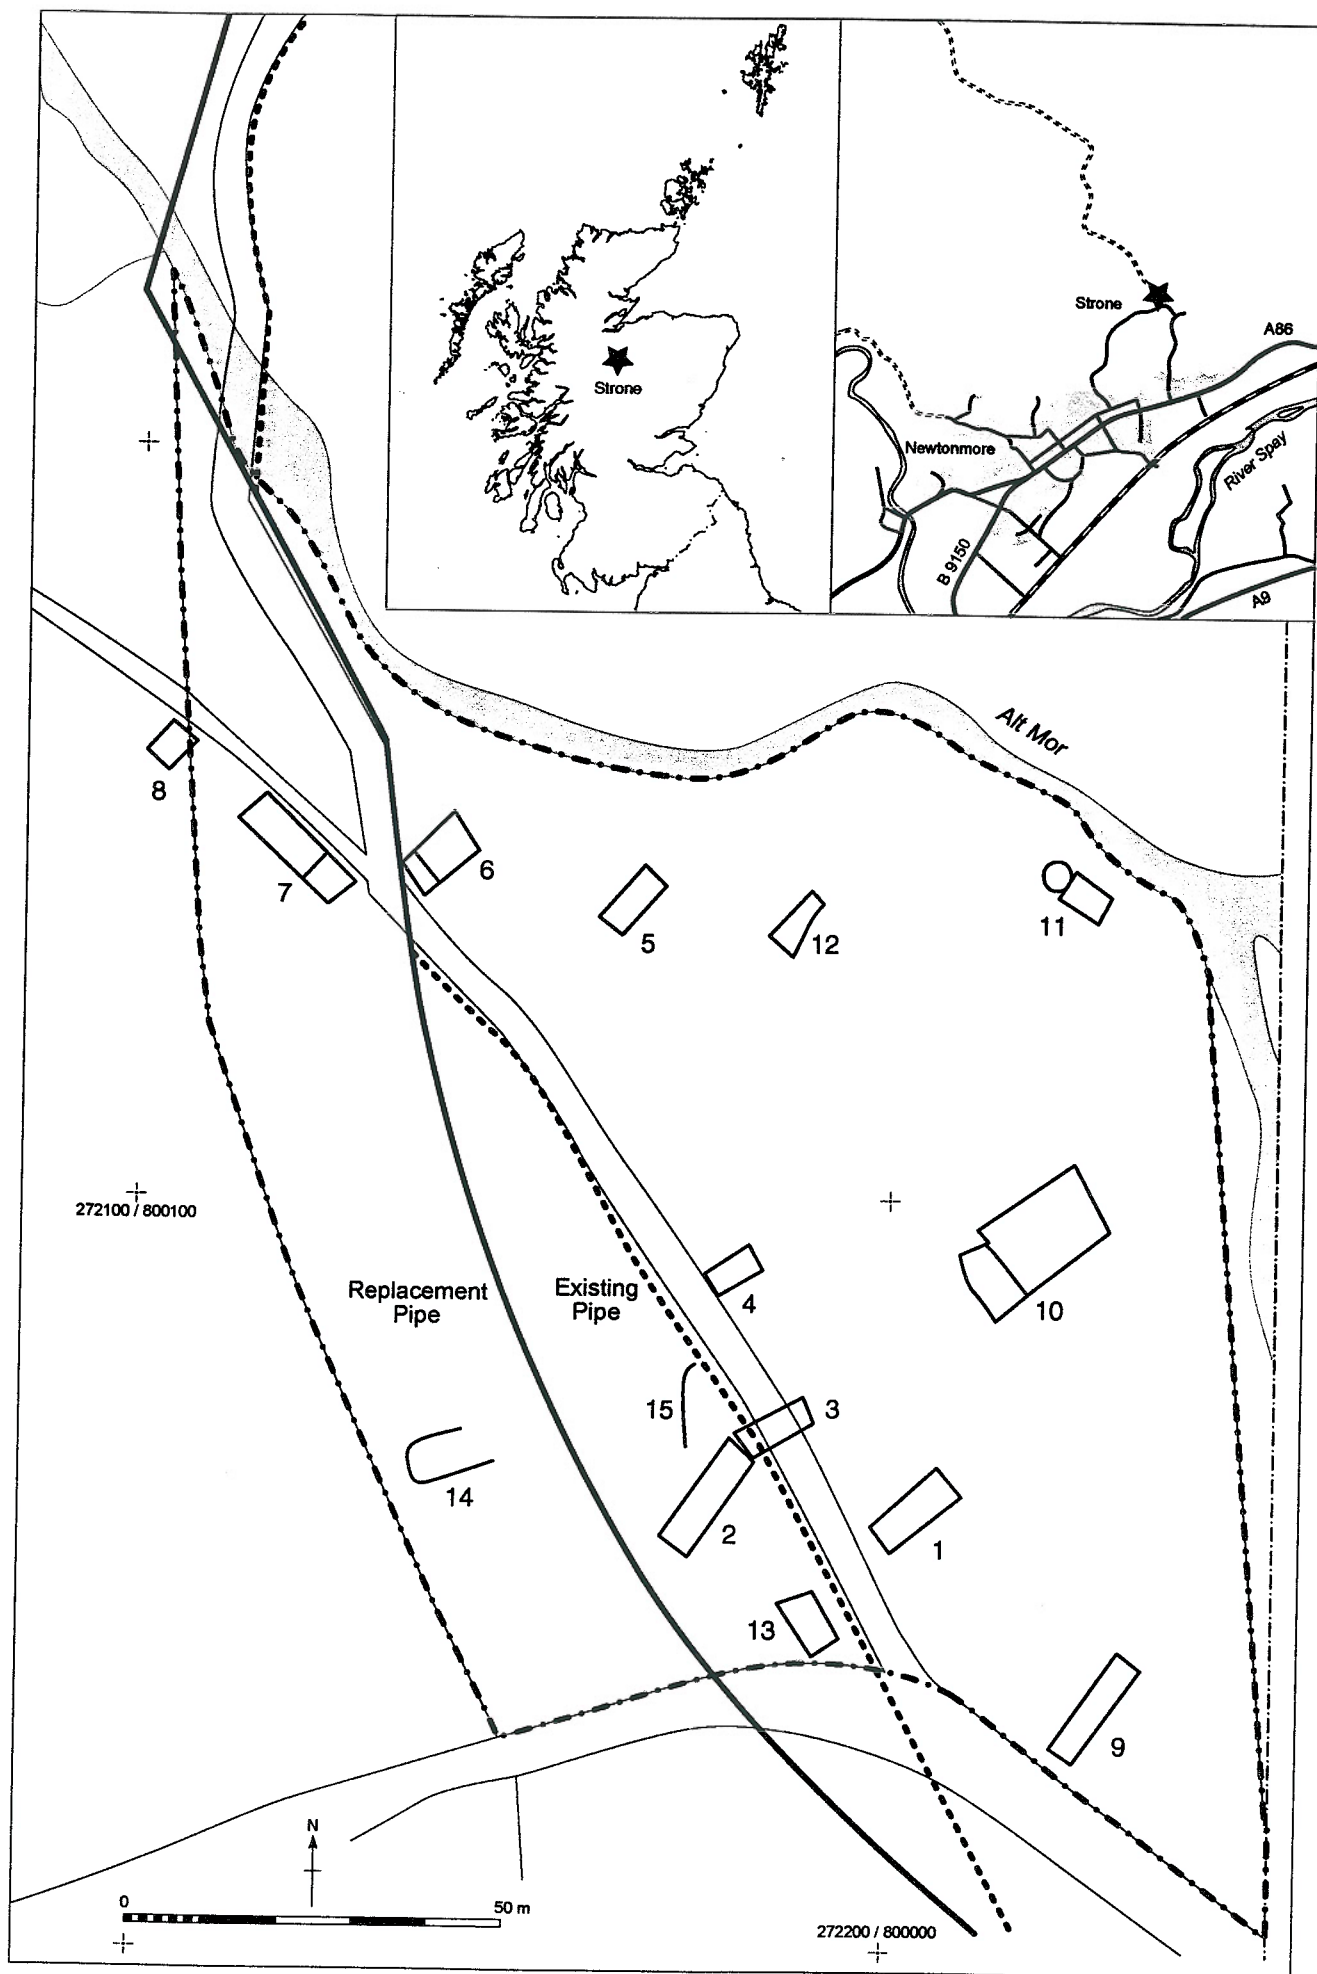 Strone
Strone
A86
Newtonmore
River Spay
B 9150
A9
Alt Mor
8
7
6
5
12
11
272100 / 800100
Replacement
Pipe
Existing
Pipe
4
10
15
3
14
2
1
13
9
N
0
50 m
272200 / 800000